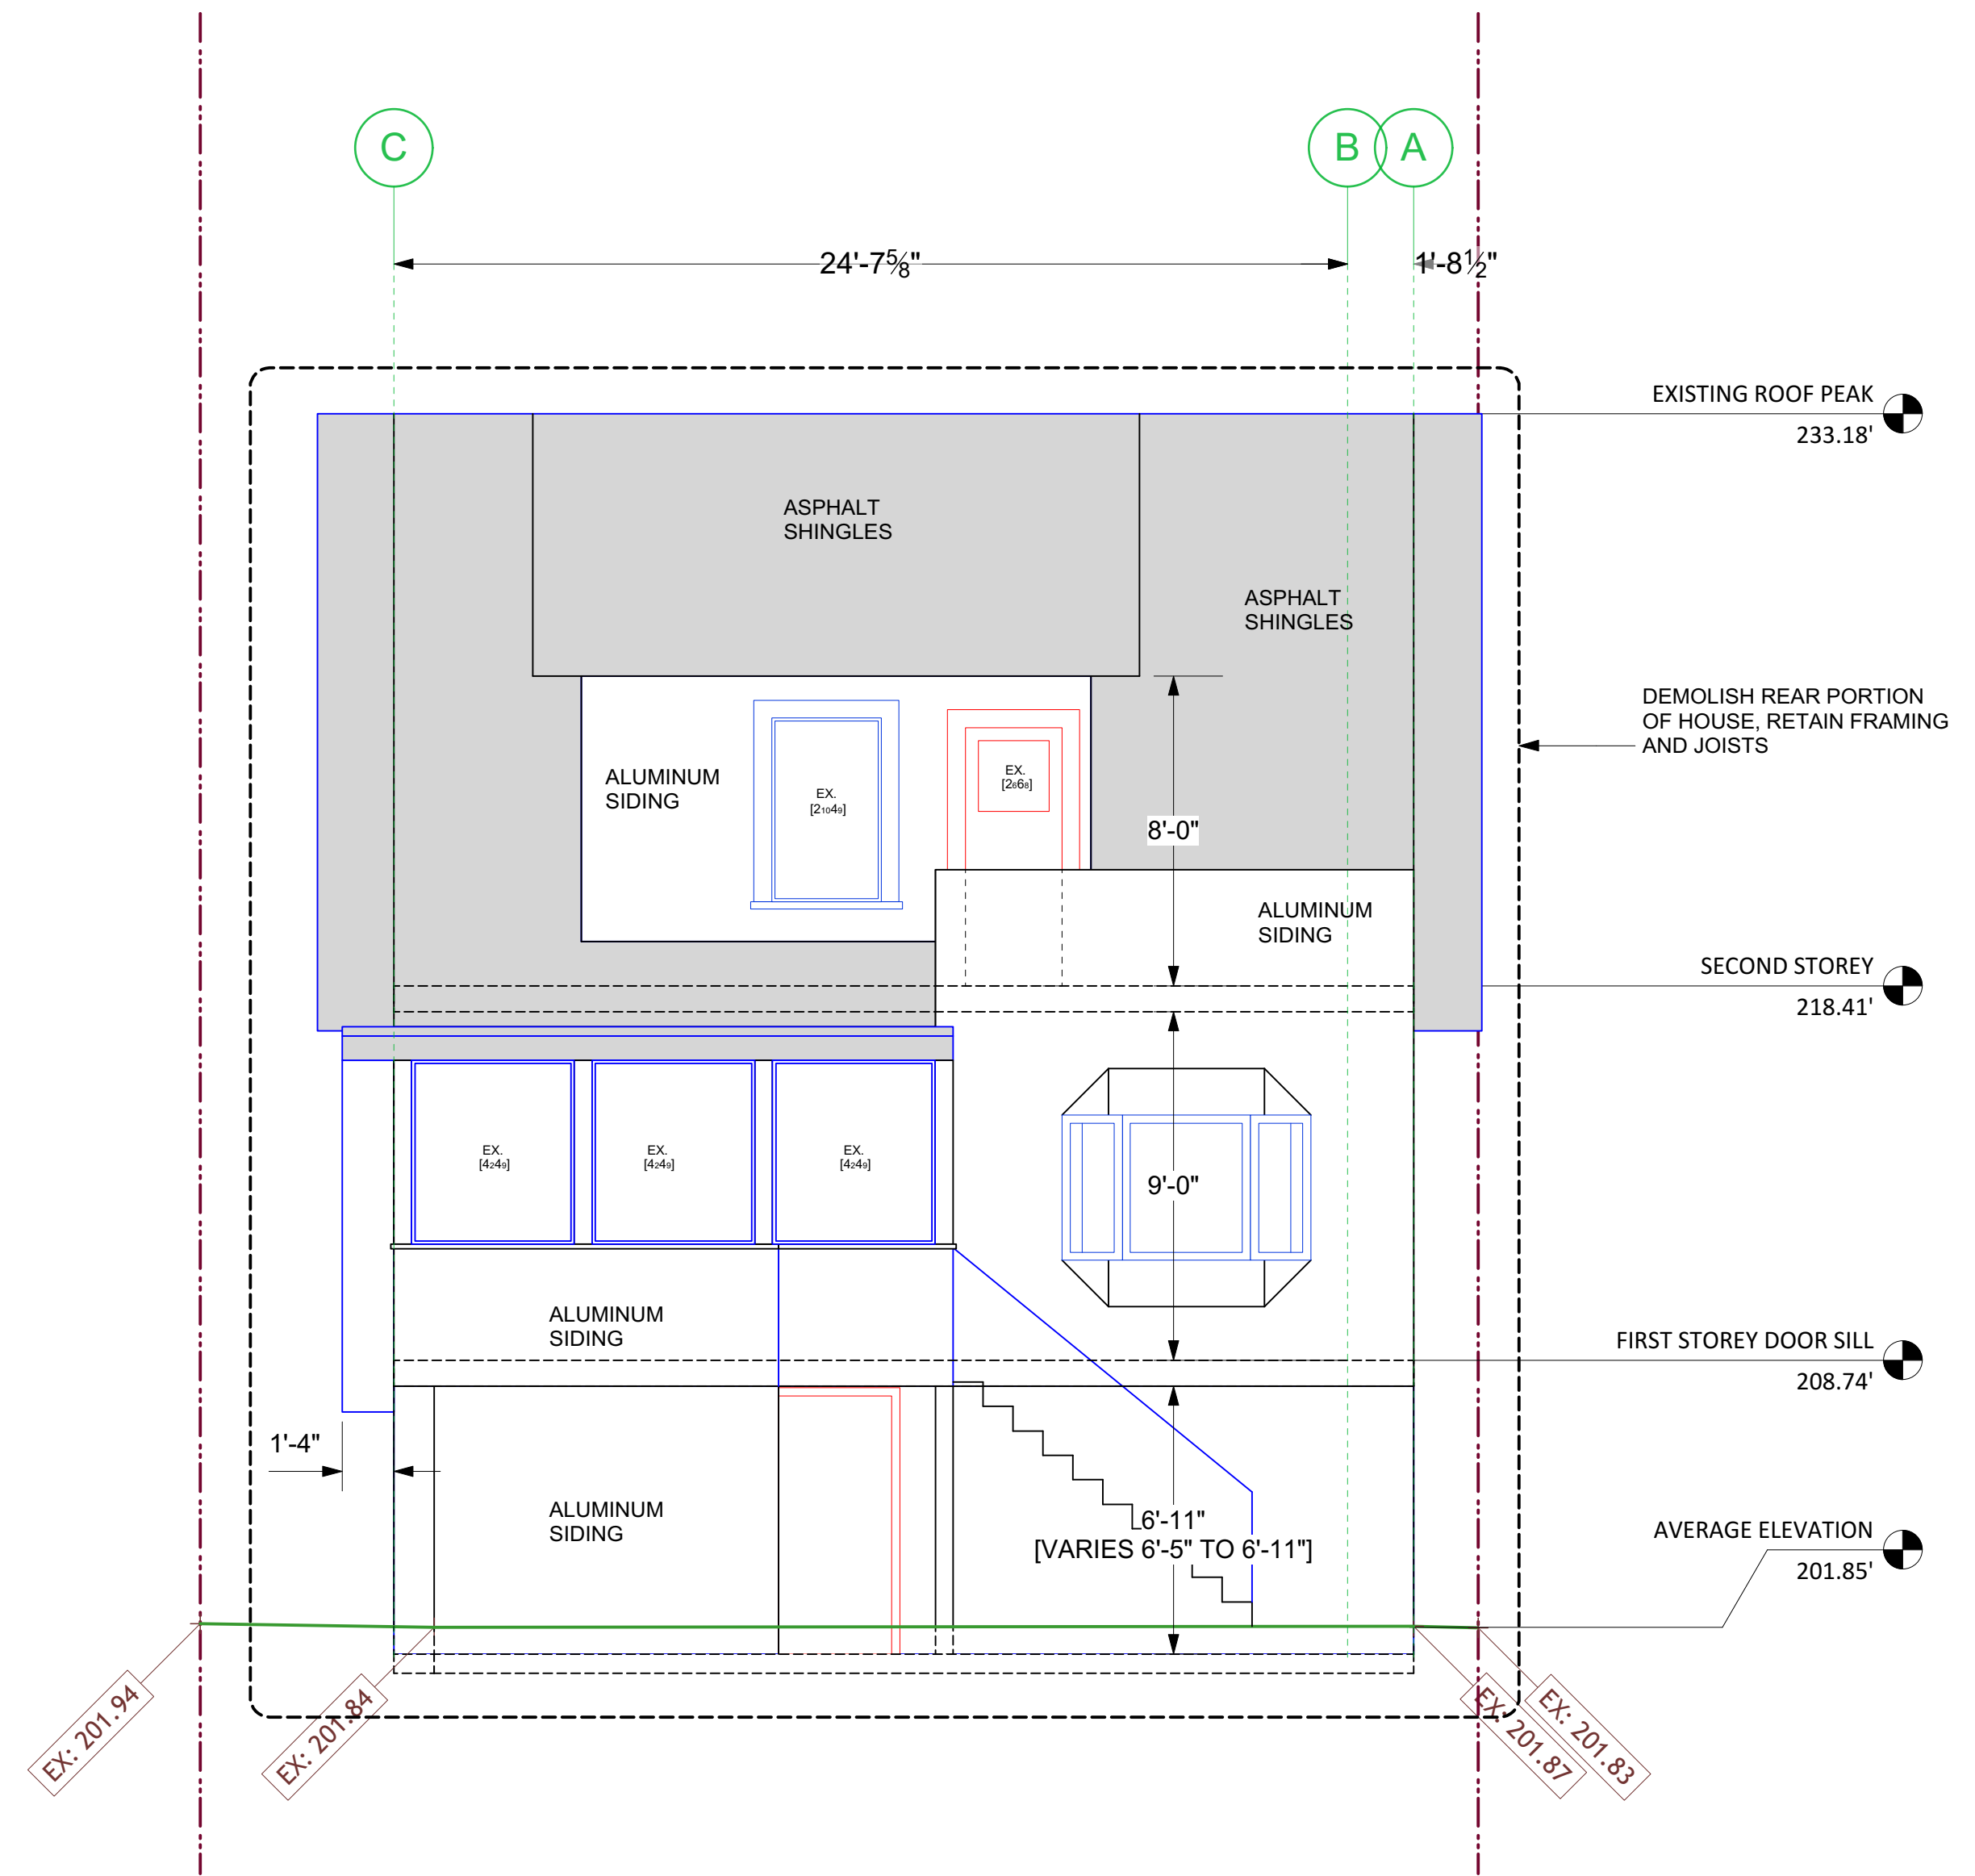 C
B
A
24'-7⅝"
1'-8½"
EXISTING ROOF PEAK
233.18'
ASPHALT
SHINGLES
ASPHALT
SHINGLES
DEMOLISH REAR PORTION
OF HOUSE, RETAIN FRAMING
AND JOISTS
ALUMINUM
SIDING
EX.
[2₁₀4₉]
EX.
[2₆6₈]
8'-0"
ALUMINUM
SIDING
SECOND STOREY
218.41'
EX.
[4₂4₉]
EX.
[4₂4₉]
EX.
[4₂4₉]
9'-0"
ALUMINUM
SIDING
FIRST STOREY DOOR SILL
208.74'
1'-4"
ALUMINUM
SIDING
6'-11"
[VARIES 6'-5" TO 6'-11"]
AVERAGE ELEVATION
201.85'
EX: 201.94
EX: 201.84
EX: 201.87
EX: 201.83